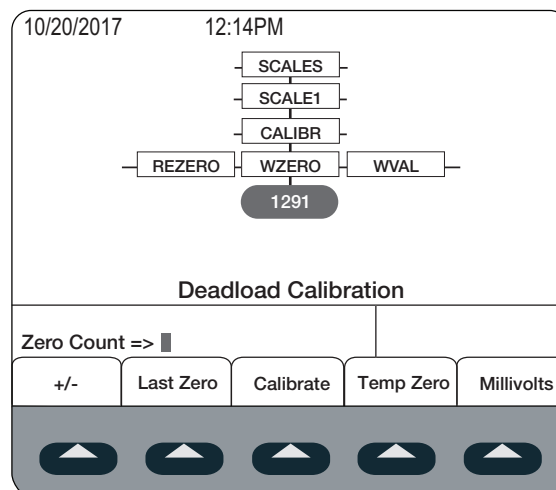 10/20/2017 12:14PM
SCALES
SCALE1
CALIBR
REZERO WZERO WVAL
1291
Deadload Calibration
Zero Count =>
+/- Last Zero Calibrate Temp Zero Millivolts